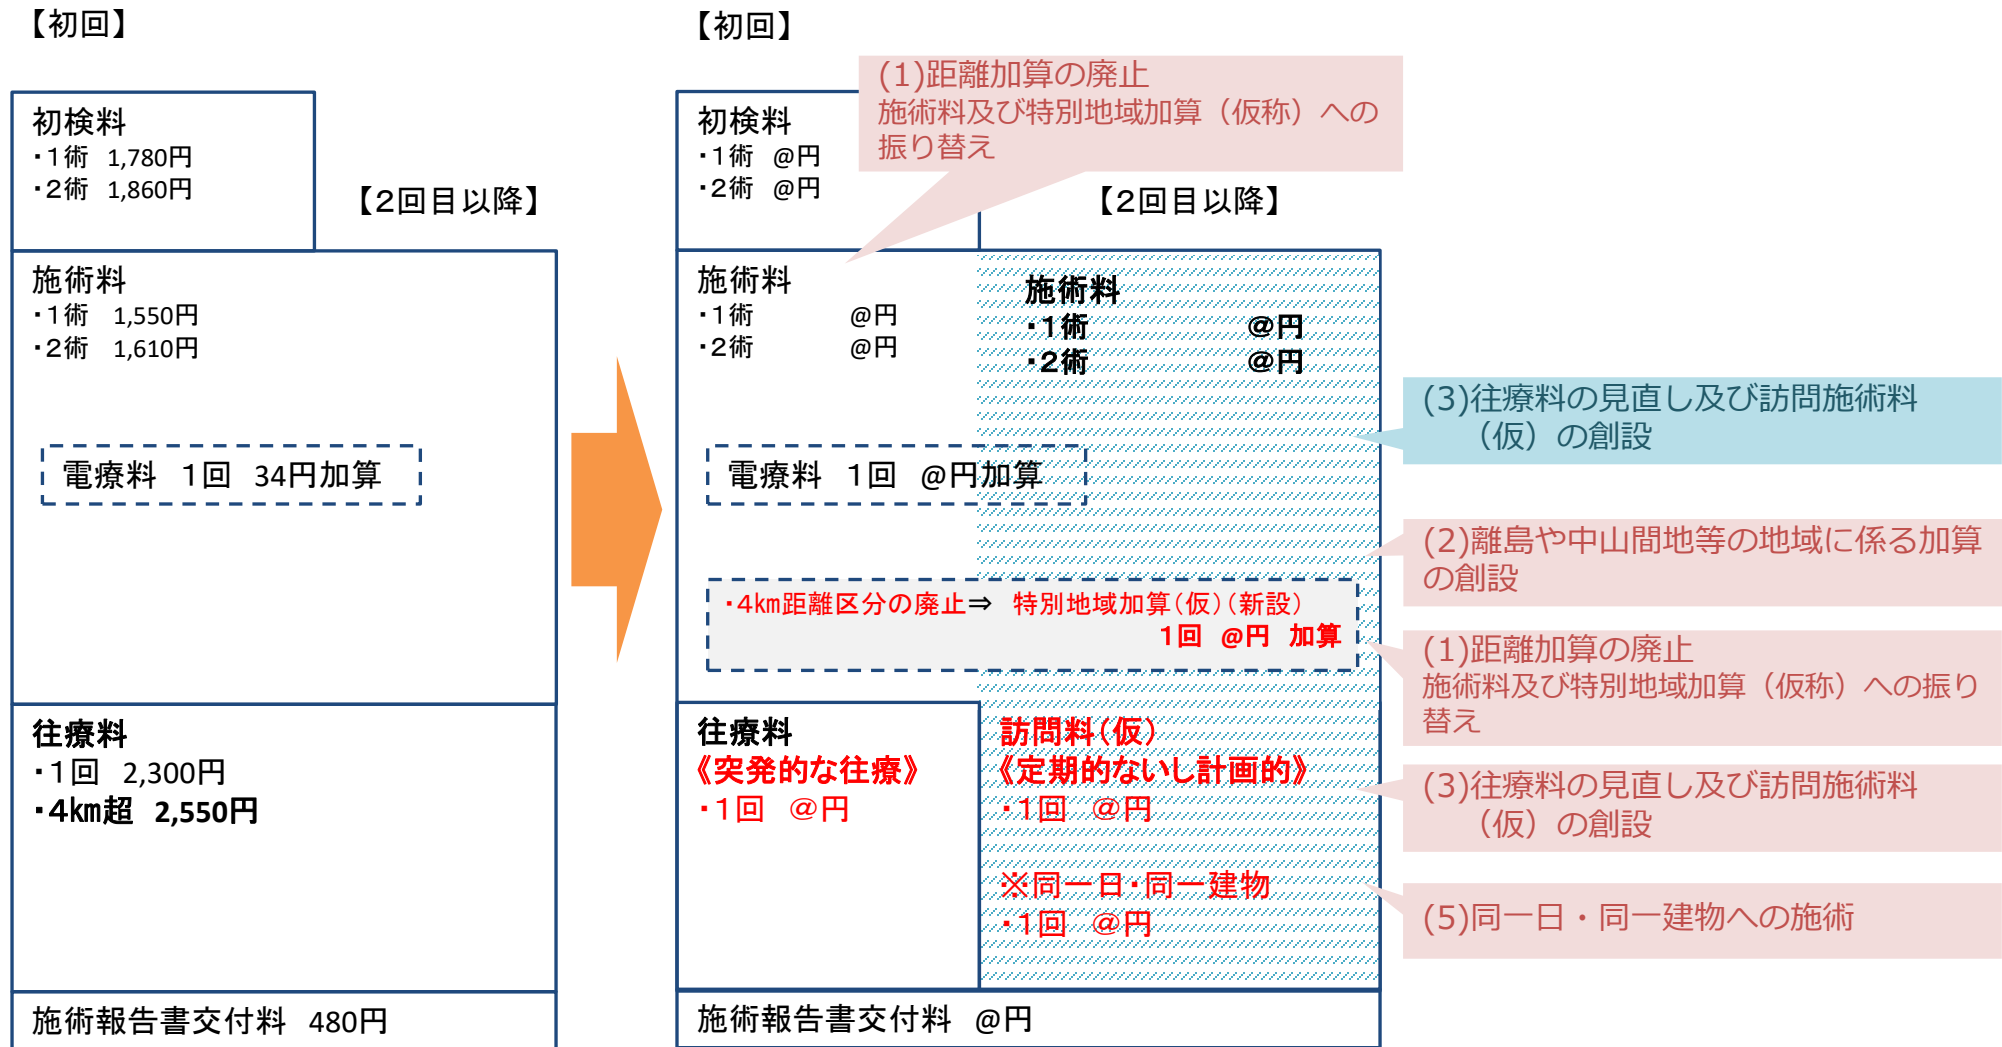 【初回】
初検料
・1術 1,780円
・2術 1,860円
【2回目以降】
施術料
・1術 1,550円
・2術 1,610円
電療料 1回 34円加算
往療料
・1回 2,300円
・4㎞超 2,550円
施術報告書交付料 480円
【初回】
初検料
・1術 @円
・2術 @円
(1)距離加算の廃止
施術料及び特別地域加算（仮称）への
振り替え
【2回目以降】
施術料
・1術 @円
・2術 @円
施術料
・1術 @円
・2術 @円
電療料 1回 @円加算
・4㎞距離区分の廃止⇒ 特別地域加算(仮)(新設)
1回 @円 加算
往療料
《突発的な往療》
・1回 @円
訪問料(仮)
《定期的ないし計画的》
・1回 @円
※同一日・同一建物
・1回 @円
施術報告書交付料 @円
(3)往療料の見直し及び訪問施術料
（仮）の創設
(2)離島や中山間地等の地域に係る加算
の創設
(1)距離加算の廃止
施術料及び特別地域加算（仮称）への振り
替え
(3)往療料の見直し及び訪問施術料
（仮）の創設
(5)同一日・同一建物への施術